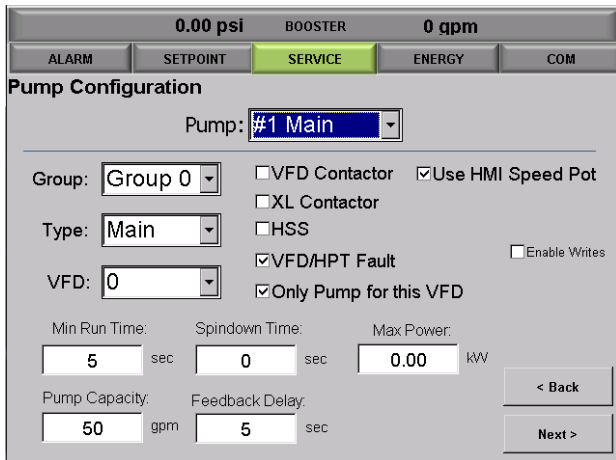 0.00 psi BOOSTER 0 gpm
ALARM SETPOINT SERVICE ENERGY COM
Pump Configuration
Pump: #1 Main
Group: Group 0 VFD Contactor Use HMI Speed Pot
XL Contactor
Type: Main HSS
VFD/HPT Fault Enable Writes
VFD: 0 Only Pump for this VFD
Min Run Time: Spindown Time: Max Power:
5 sec 0 sec 0.00 kW
Pump Capacity: Feedback Delay: < Back
50 gpm 5 sec Next >